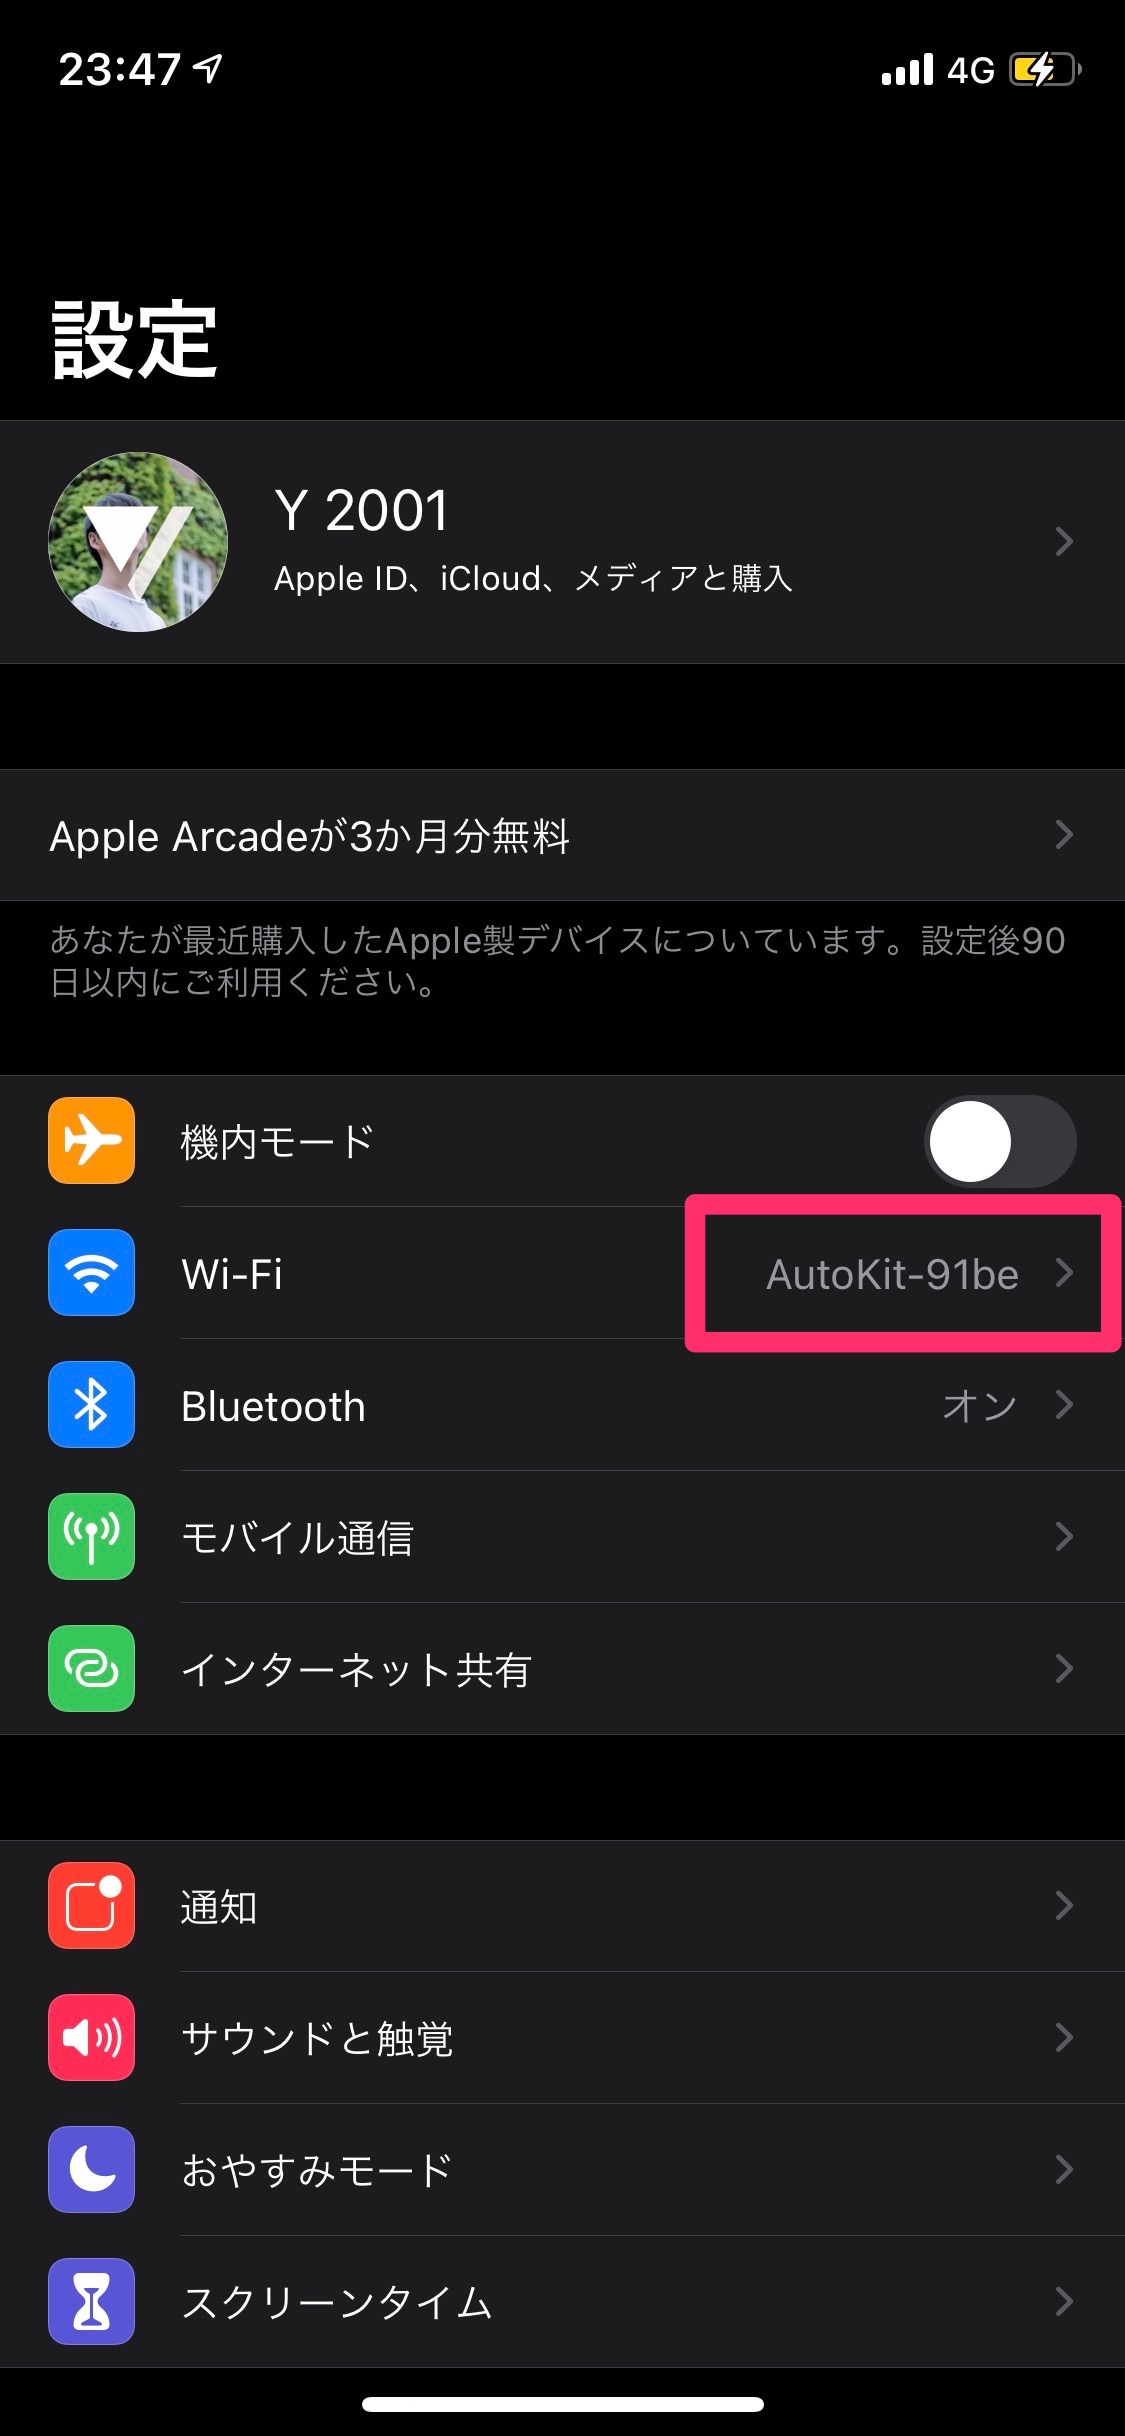 23:47
4G
設定
Y 2001
Apple ID、iCloud、メディアと購入
Apple Arcadeが3か月分無料
あなたが最近購入したApple製デバイスについています。設定後90
日以内にご利用ください。
機内モード
Wi-Fi AutoKit-91be
Bluetooth オン
モバイル通信
インターネット共有
通知
サウンドと触覚
おやすみモード
スクリーンタイム